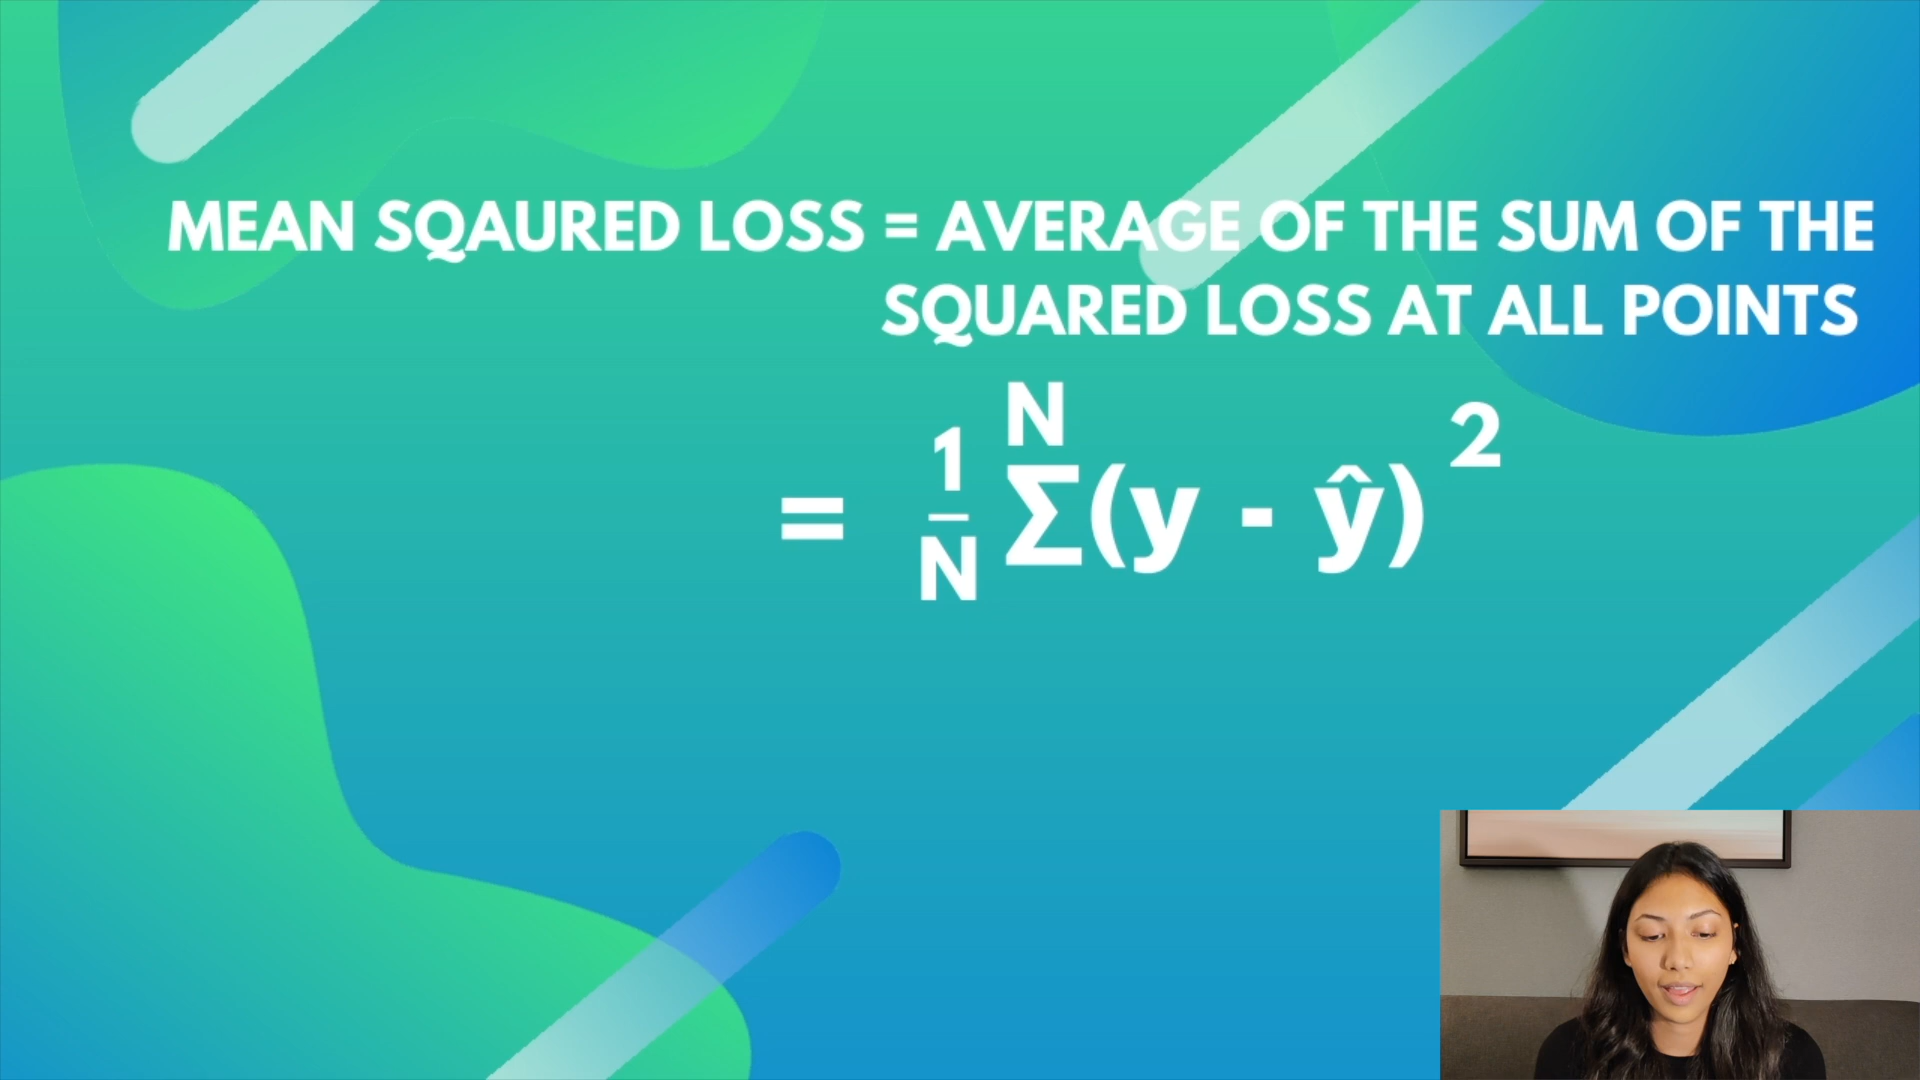 MEAN SQAURED LOSS = AVERAGE OF THE SUM OF THE
SQUARED LOSS AT ALL POINTS
= 1/N N Σ(y - ŷ) 2